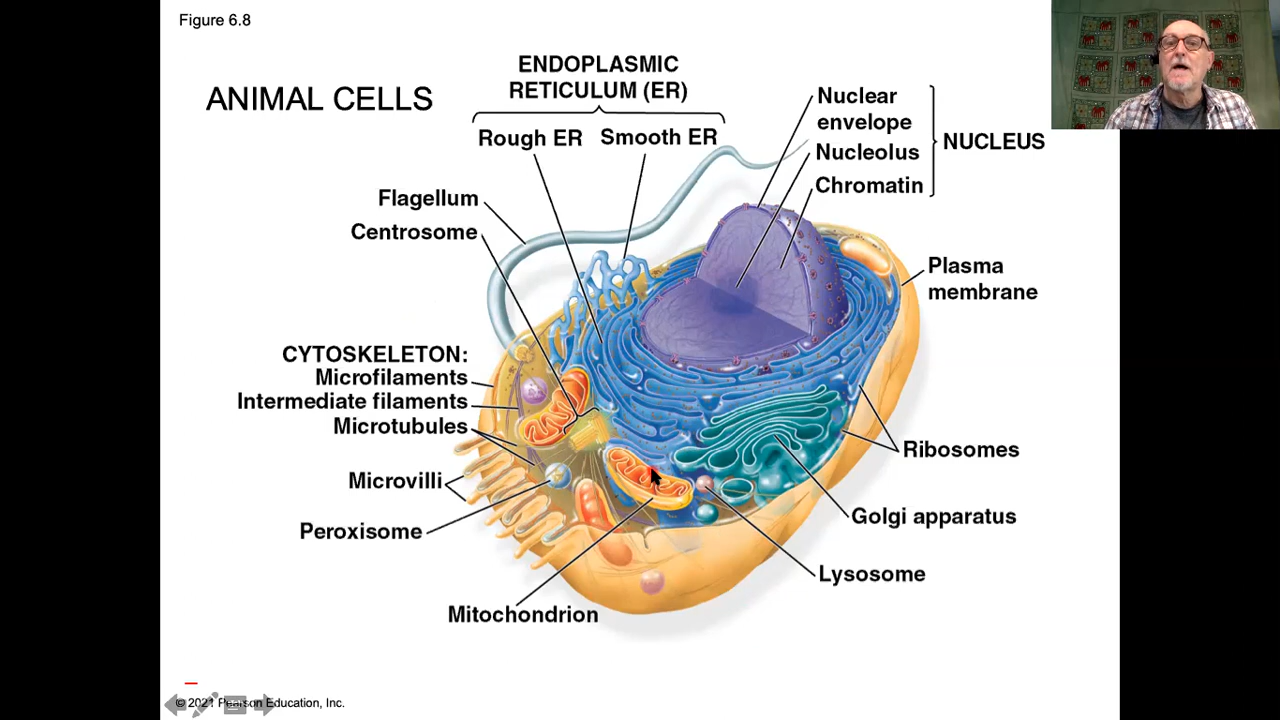 Figure 6.8
ANIMAL CELLS
ENDOPLASMIC
RETICULUM (ER)
Rough ER
Smooth ER
Nuclear
envelope
Nucleolus
Chromatin
NUCLEUS
Flagellum
Centrosome
Plasma
membrane
CYTOSKELETON:
Microfilaments
Intermediate filaments
Microtubules
Microvilli
Peroxisome
Mitochondrion
Ribosomes
Golgi apparatus
Lysosome
© 2021 Pearson Education, Inc.